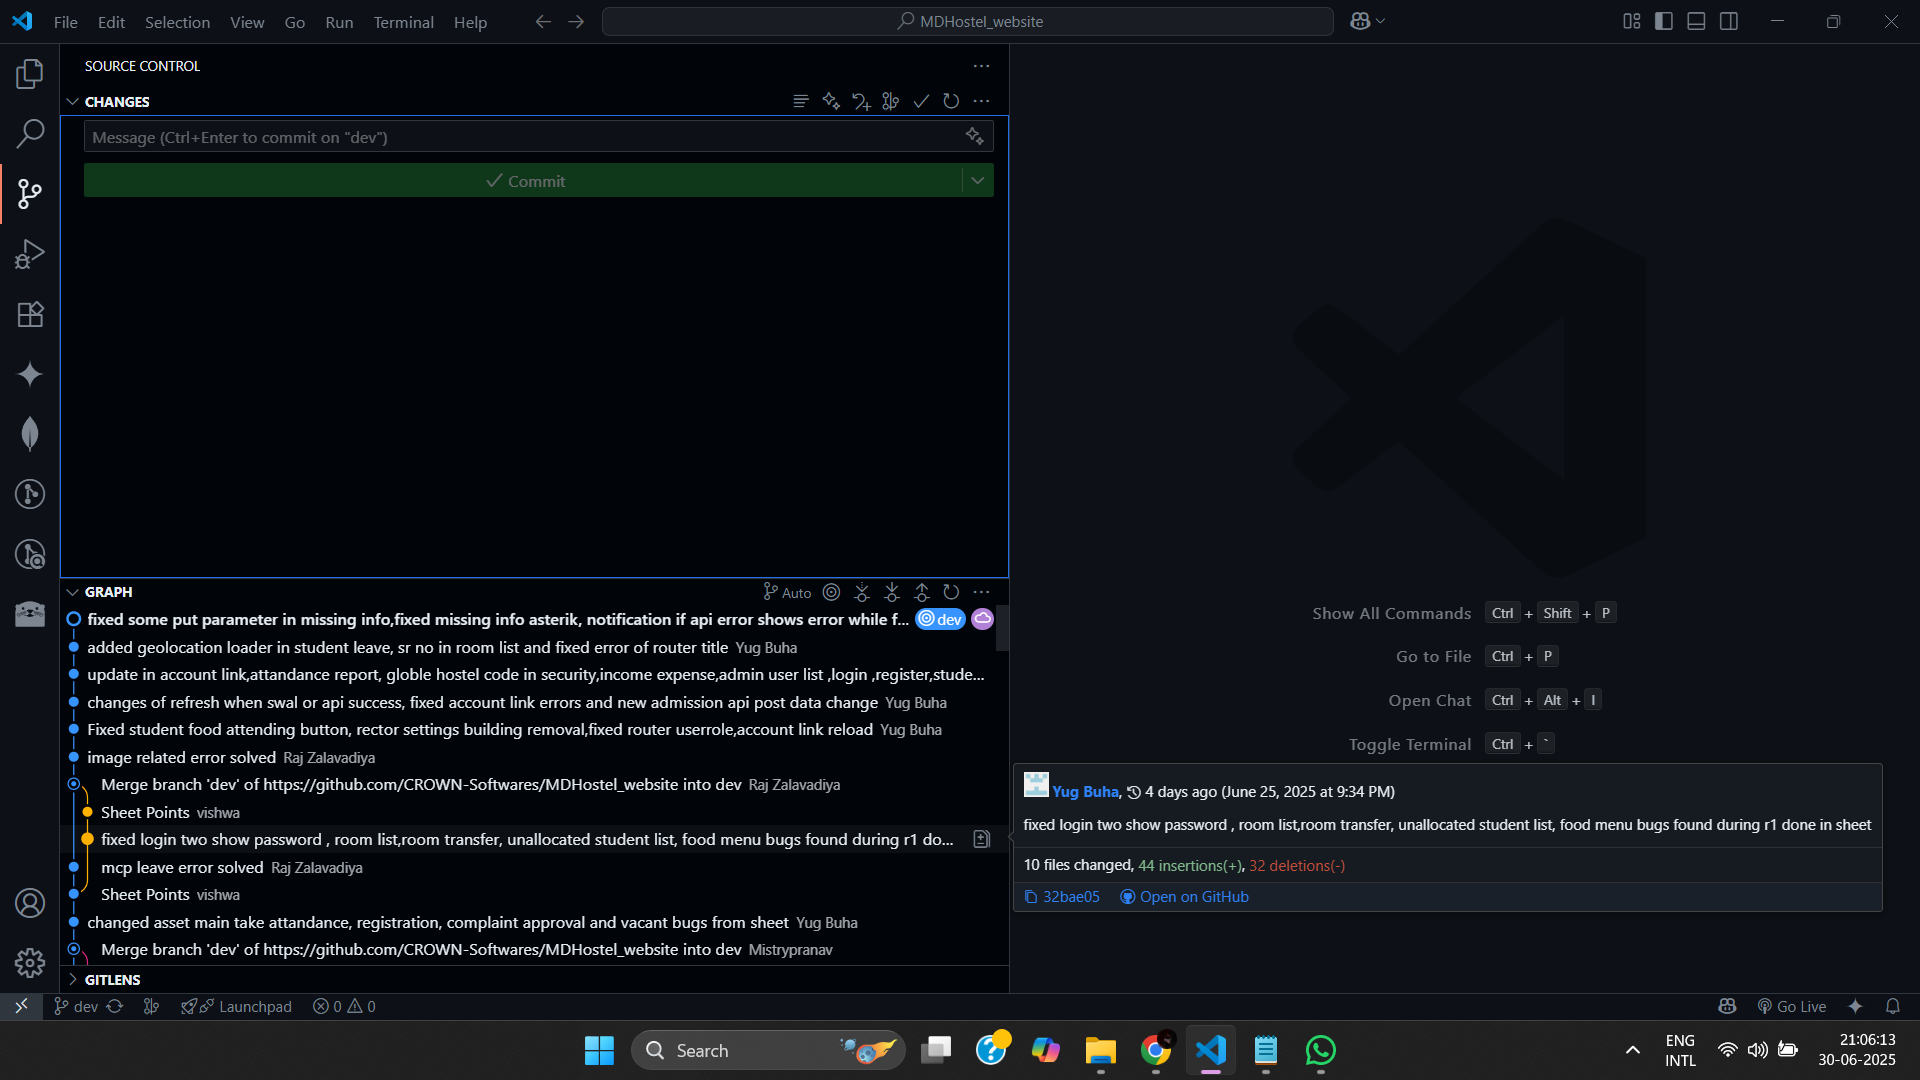 File Edit Selection View Go Run Terminal Help
MDHostel_website
SOURCE CONTROL
CHANGES
Message (Ctrl+Enter to commit on "dev")
Commit
GRAPH
Auto
fixed some put parameter in missing info,fixed missing info asterik, notification if api error shows error while f... dev
added geolocation loader in student leave, sr no in room list and fixed error of router title Yug Buha
update in account link,attandance report, globle hostel code in security,income expense,admin user list ,login ,register,stude...
changes of refresh when swal or api success, fixed account link errors and new admission api post data change Yug Buha
Fixed student food attending button, rector settings building removal,fixed router userrole,account link reload Yug Buha
image related error solved Raj Zalavadiya
Merge branch 'dev' of https://github.com/CROWN-Softwares/MDHostel_website into dev Raj Zalavadiya
Sheet Points vishwa
fixed login two show password , room list,room transfer, unallocated student list, food menu bugs found during r1 do...
mcp leave error solved Raj Zalavadiya
Sheet Points vishwa
changed asset main take attandance, registration, complaint approval and vacant bugs from sheet Yug Buha
Merge branch 'dev' of https://github.com/CROWN-Softwares/MDHostel_website into dev Mistrypranav
GITLENS
Show All Commands Ctrl + Shift + P
Go to File Ctrl + P
Open Chat Ctrl + Alt + I
Toggle Terminal Ctrl + `
Yug Buha, 4 days ago (June 25, 2025 at 9:34 PM)
fixed login two show password , room list,room transfer, unallocated student list, food menu bugs found during r1 done in sheet
10 files changed, 44 insertions(+), 32 deletions(-)
32bae05 Open on GitHub
dev Launchpad 0 0 Go Live
Search
ENG
INTL
21:06:13
30-06-2025